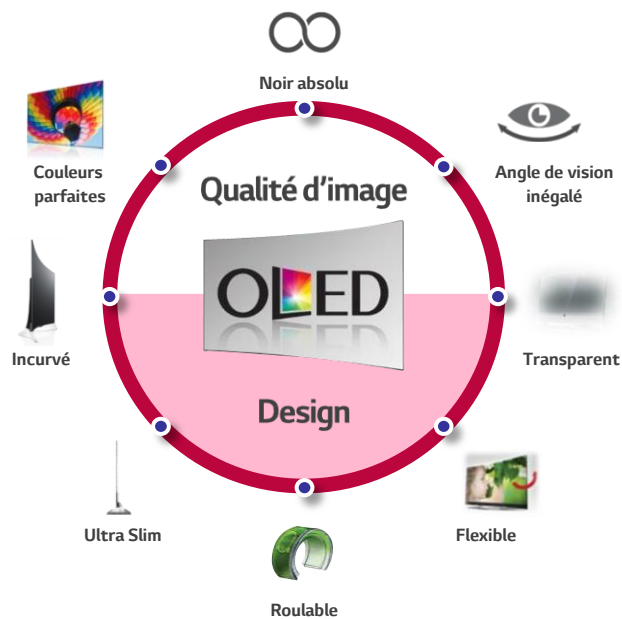 Noir absolu
Couleurs
parfaites
Angle de vision
inégalé
Qualité d'image
OLED
Incurvé
Transparent
Design
Ultra Slim
Flexible
Roulable